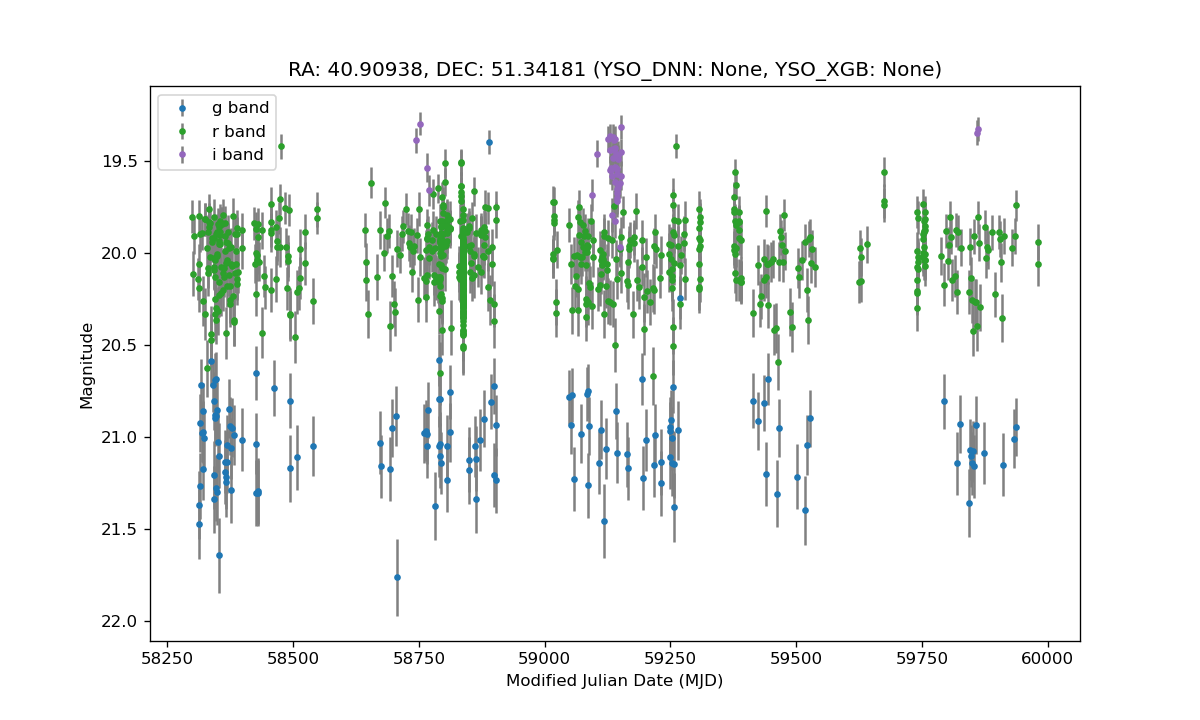 RA: 40.90938, DEC: 51.34181 (YSO_DNN: None, YSO_XGB: None)
g band
r band
i band
Magnitude
19.5
20.0
20.5
21.0
21.5
22.0
58250 58500 58750 59000 59250 59500 59750 60000
Modified Julian Date (MJD)